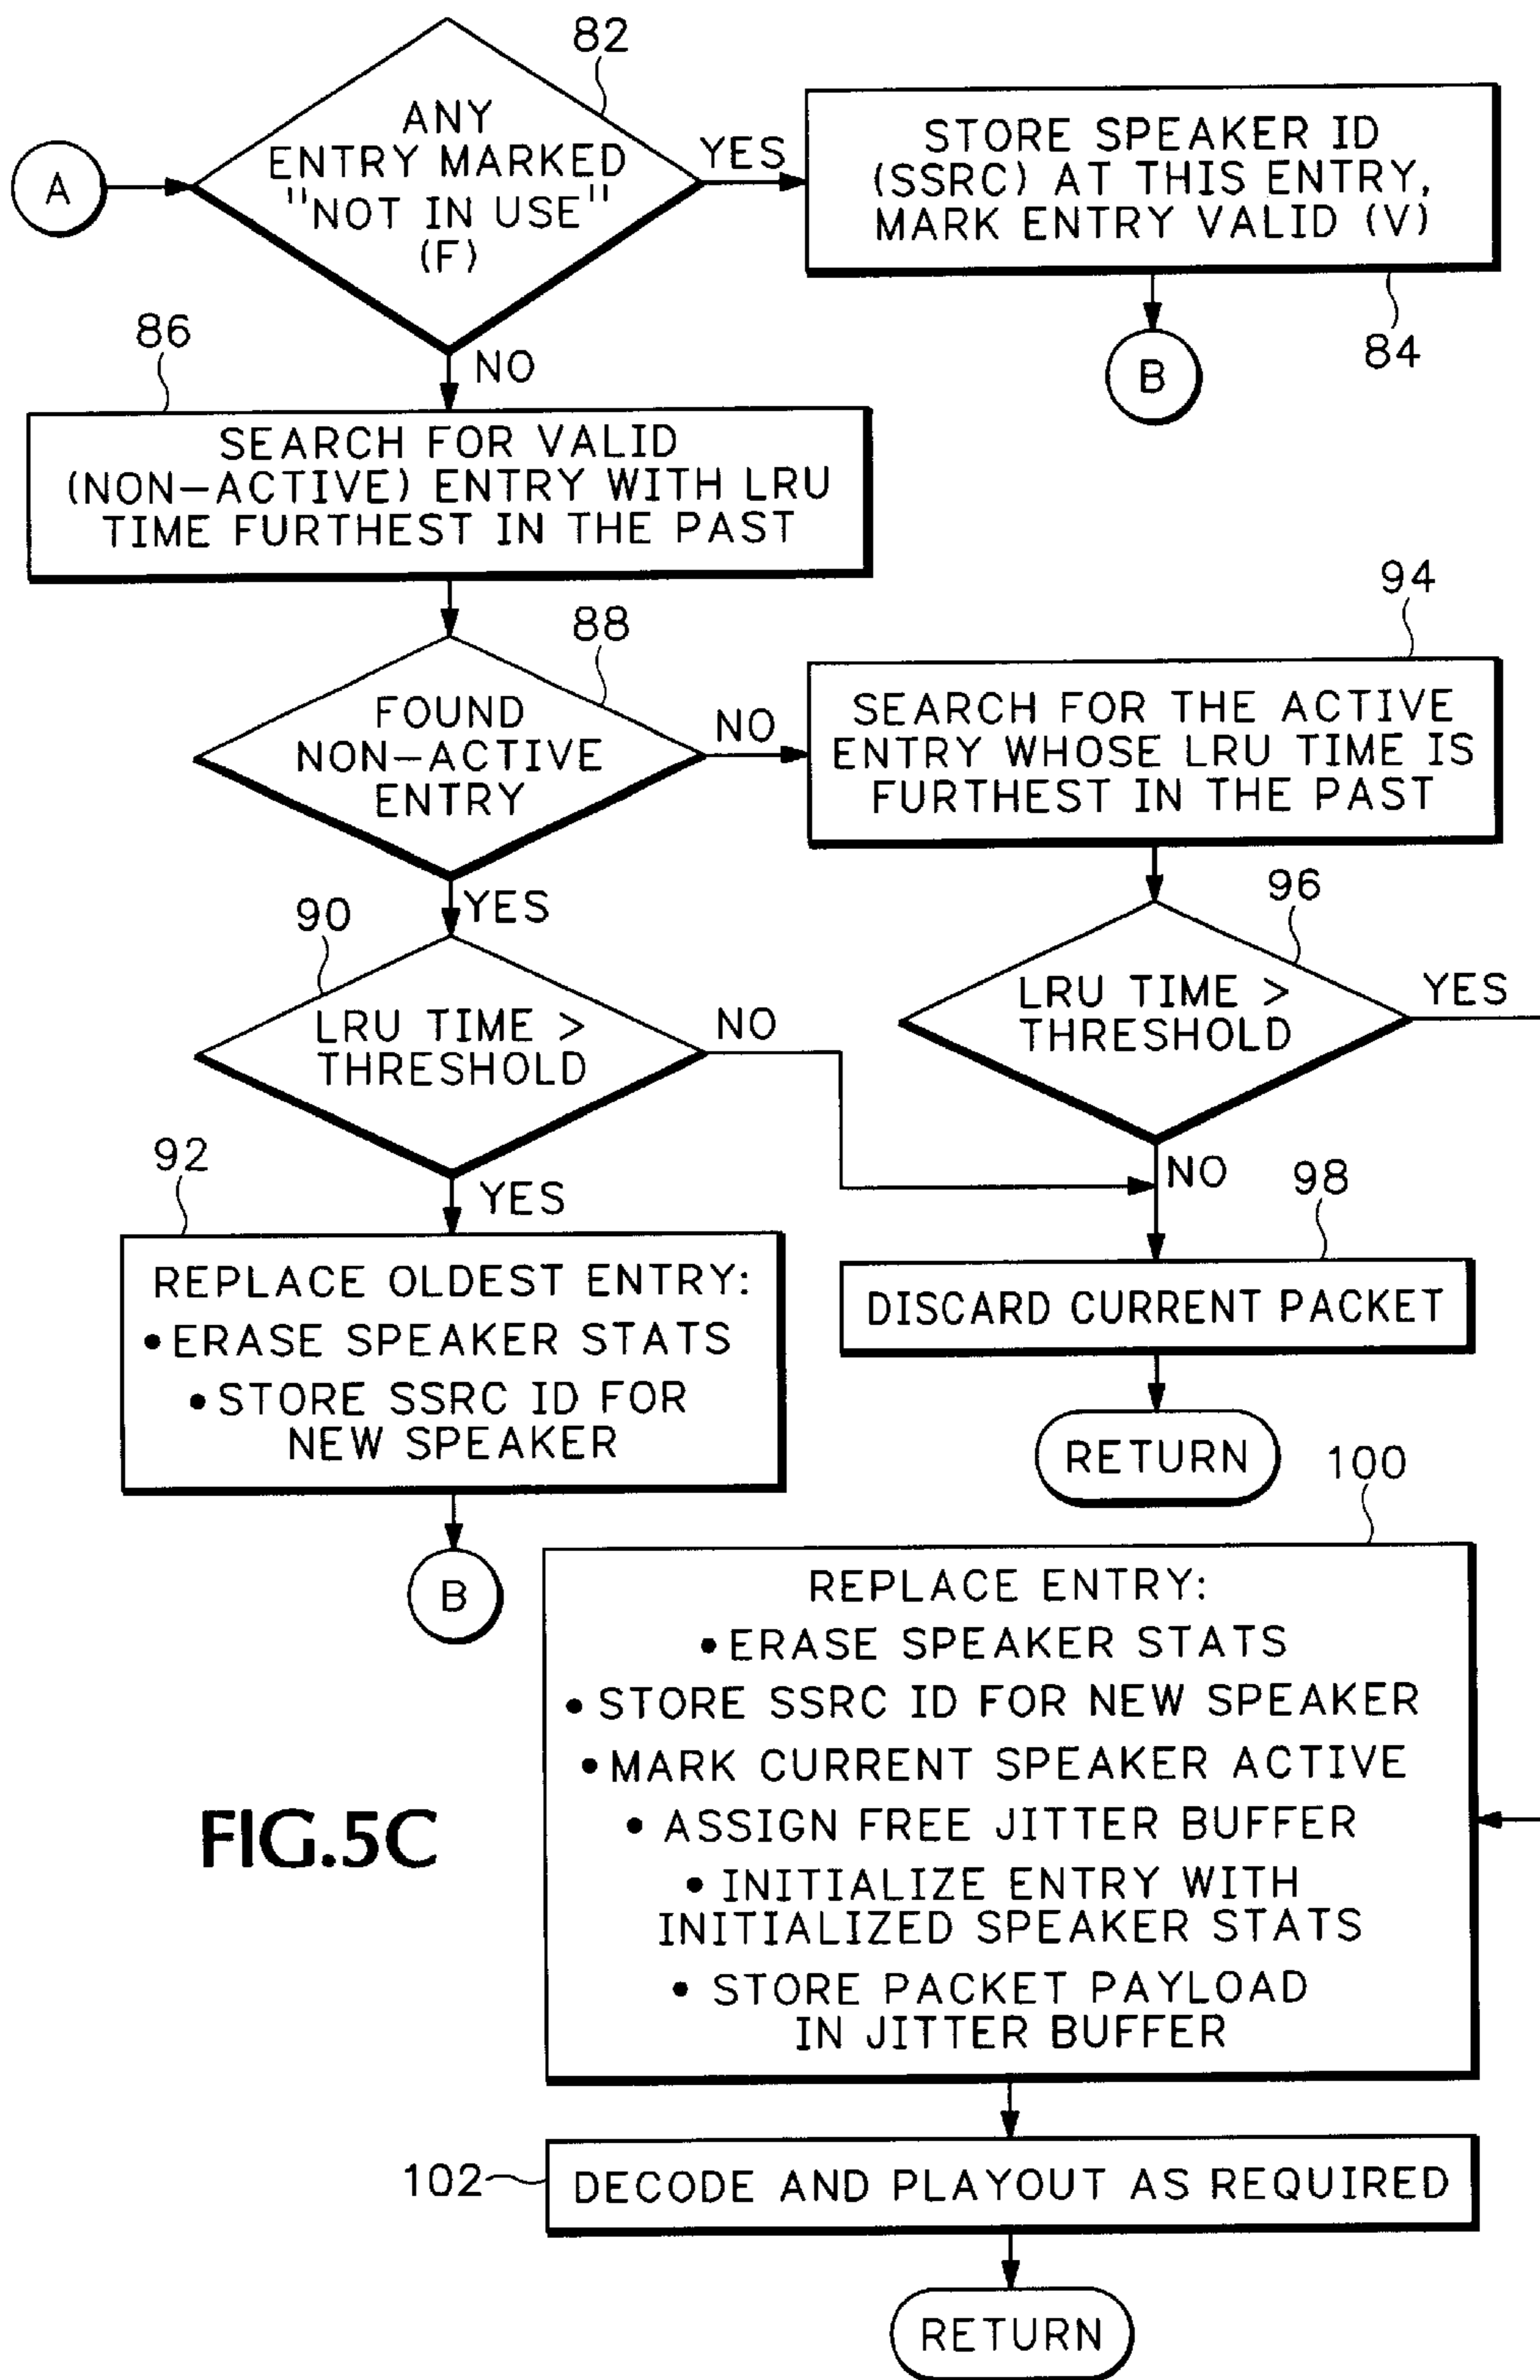 82
ANY
ENTRY MARKED
"NOT IN USE"
(F)
A
YES
STORE SPEAKER ID
(SSRC) AT THIS ENTRY,
MARK ENTRY VALID (V)
84
B
NO
86
SEARCH FOR VALID
(NON-ACTIVE) ENTRY WITH LRU
TIME FURTHEST IN THE PAST
88
FOUND
NON-ACTIVE
ENTRY
NO
94
SEARCH FOR THE ACTIVE
ENTRY WHOSE LRU TIME IS
FURTHEST IN THE PAST
YES
90
LRU TIME >
THRESHOLD
NO
96
LRU TIME >
THRESHOLD
YES
NO
YES
92
REPLACE OLDEST ENTRY:
• ERASE SPEAKER STATS
• STORE SSRC ID FOR
NEW SPEAKER
B
98
DISCARD CURRENT PACKET
RETURN
100
REPLACE ENTRY:
• ERASE SPEAKER STATS
• STORE SSRC ID FOR NEW SPEAKER
• MARK CURRENT SPEAKER ACTIVE
• ASSIGN FREE JITTER BUFFER
• INITIALIZE ENTRY WITH
INITIALIZED SPEAKER STATS
• STORE PACKET PAYLOAD
IN JITTER BUFFER
FIG.5C
102
DECODE AND PLAYOUT AS REQUIRED
RETURN